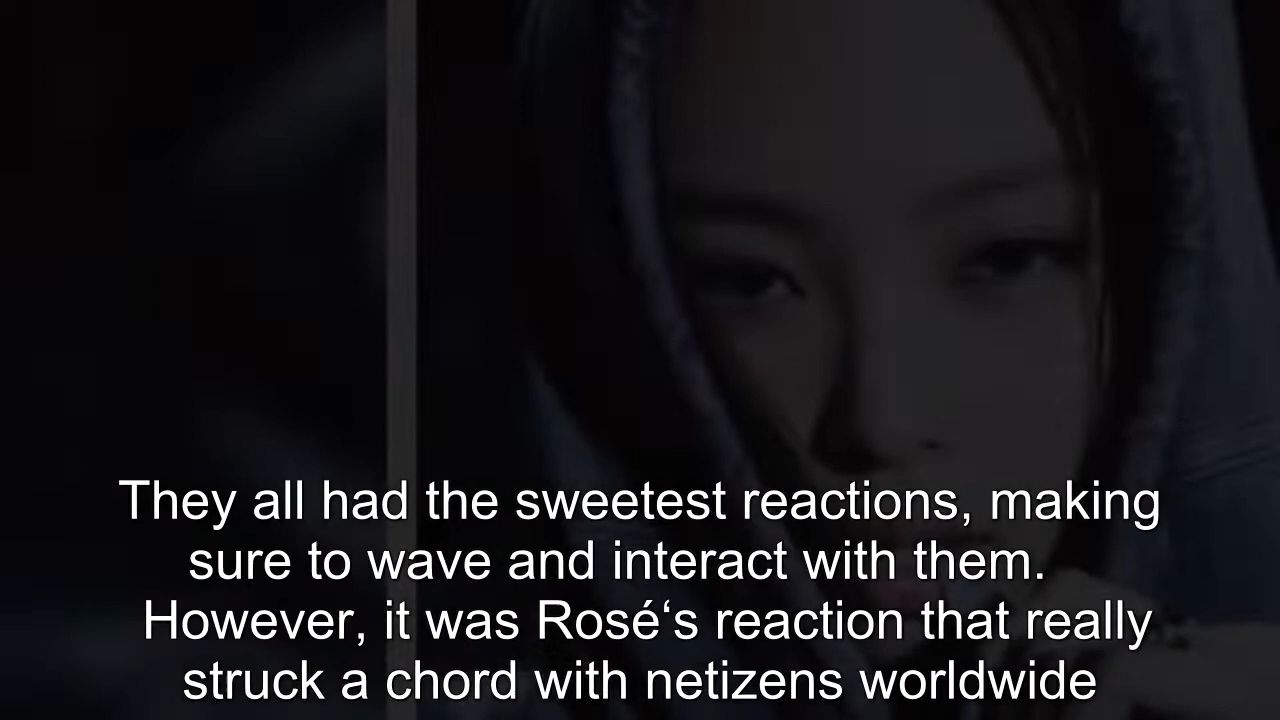 They all had the sweetest reactions, making
sure to wave and interact with them.
However, it was Rosé‘s reaction that really
struck a chord with netizens worldwide